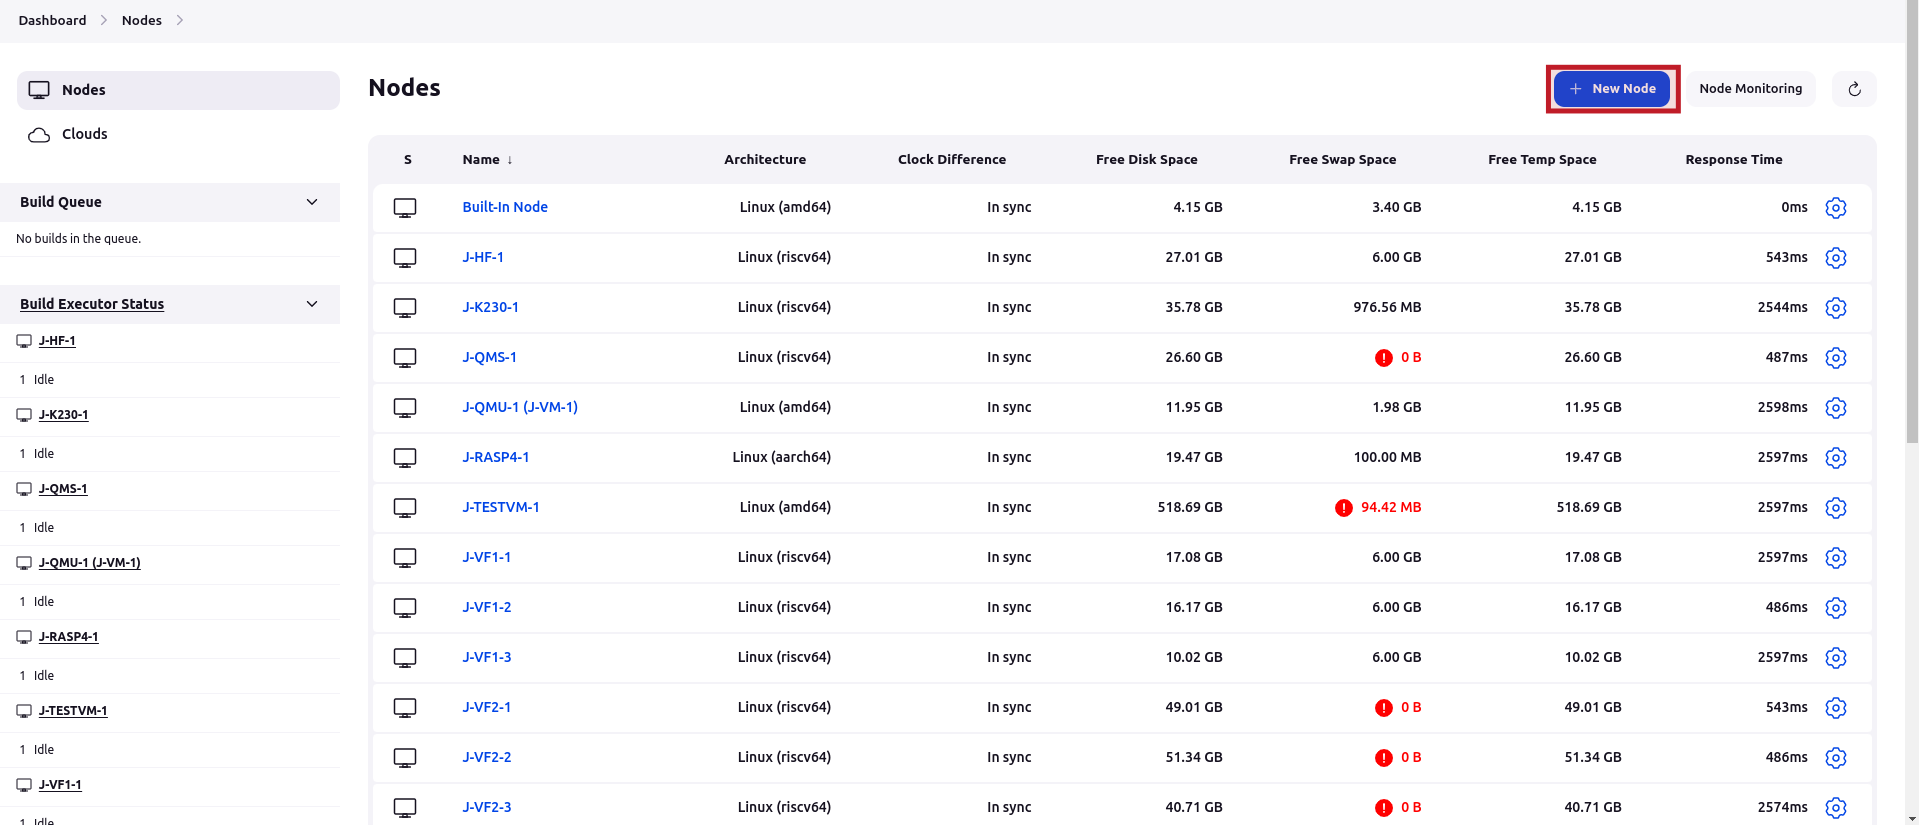 Dashboard Nodes
Nodes
Clouds
Build Queue
No builds in the queue.
Build Executor Status
J-HF-1
1 Idle
J-K230-1
1 Idle
J-QMS-1
1 Idle
J-QMU-1 (J-VM-1)
1 Idle
J-RASP4-1
1 Idle
J-TESTVM-1
1 Idle
J-VF1-1
1 Idle
Nodes
+ New Node Node Monitoring
S Name ↓ Architecture Clock Difference Free Disk Space Free Swap Space Free Temp Space Response Time
Built-In Node Linux (amd64) In sync 4.15 GB 3.40 GB 4.15 GB 0ms
J-HF-1 Linux (riscv64) In sync 27.01 GB 6.00 GB 27.01 GB 543ms
J-K230-1 Linux (riscv64) In sync 35.78 GB 976.56 MB 35.78 GB 2544ms
J-QMS-1 Linux (riscv64) In sync 26.60 GB ! 0 B 26.60 GB 487ms
J-QMU-1 (J-VM-1) Linux (amd64) In sync 11.95 GB 1.98 GB 11.95 GB 2598ms
J-RASP4-1 Linux (aarch64) In sync 19.47 GB 100.00 MB 19.47 GB 2597ms
J-TESTVM-1 Linux (amd64) In sync 518.69 GB ! 94.42 MB 518.69 GB 2597ms
J-VF1-1 Linux (riscv64) In sync 17.08 GB 6.00 GB 17.08 GB 2597ms
J-VF1-2 Linux (riscv64) In sync 16.17 GB 6.00 GB 16.17 GB 486ms
J-VF1-3 Linux (riscv64) In sync 10.02 GB 6.00 GB 10.02 GB 2597ms
J-VF2-1 Linux (riscv64) In sync 49.01 GB ! 0 B 49.01 GB 543ms
J-VF2-2 Linux (riscv64) In sync 51.34 GB ! 0 B 51.34 GB 486ms
J-VF2-3 Linux (riscv64) In sync 40.71 GB ! 0 B 40.71 GB 2574ms